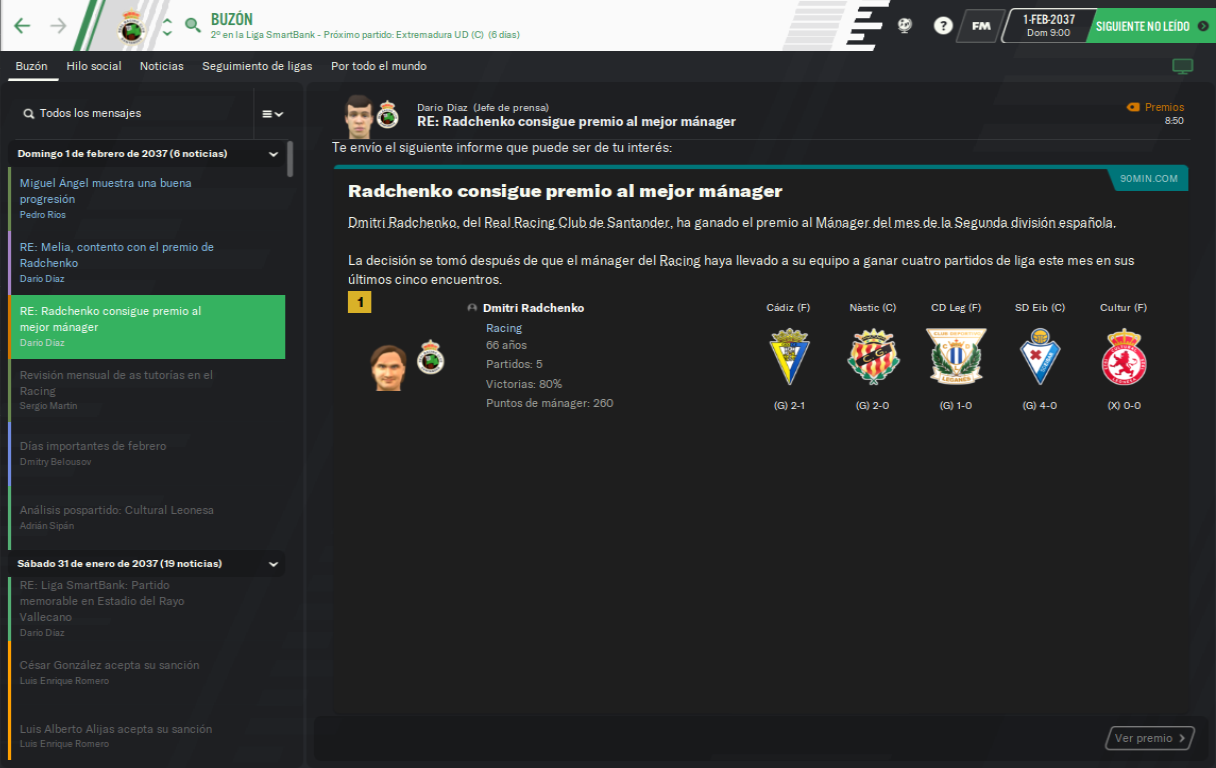 BUZÓN
2º en la Liga SmartBank - Próximo partido: Extremadura UD (C) (6 días)
?
FM
1-FEB-2037
Dom 9:00
SIGUIENTE NO LEÍDO
Buzón
Hilo social
Noticias
Seguimiento de ligas
Por todo el mundo
Todos los mensajes
Domingo 1 de febrero de 2037 (6 noticias)
Miguel Ángel muestra una buena
progresión
Pedro Ríos
RE: Melia, contento con el premio de
Radchenko
Darío Díaz
RE: Radchenko consigue premio al
mejor mánager
Darío Díaz
Revisión mensual de as tutorías en el
Racing
Sergio Martín
Días importantes de febrero
Dmitry Belousov
Análisis pospartido: Cultural Leonesa
Adrián Sipán
Sábado 31 de enero de 2037 (19 noticias)
RE: Liga SmartBank: Partido
memorable en Estadio del Rayo
Vallecano
Darío Díaz
César González acepta su sanción
Luis Enrique Romero
Luis Alberto Alijas acepta su sanción
Luis Enrique Romero
Darío Díaz (Jefe de prensa)
RE: Radchenko consigue premio al mejor mánager
Premios
8:50
Te envío el siguiente informe que puede ser de tu interés:
90MIN.COM
Radchenko consigue premio al mejor mánager
Dmitri Radchenko, del Real Racing Club de Santander, ha ganado el premio al Mánager del mes de la Segunda división española.
La decisión se tomó después de que el mánager del Racing haya llevado a su equipo a ganar cuatro partidos de liga este mes en sus
últimos cinco encuentros.
1
Dmitri Radchenko
Racing
66 años
Partidos: 5
Victorias: 80%
Puntos de mánager: 260
Cádiz (F)
Nàstic (C)
CD Leg (F)
SD Eib (C)
Cultur (F)
(G) 2-1
(G) 2-0
(G) 1-0
(G) 4-0
(X) 0-0
Ver premio